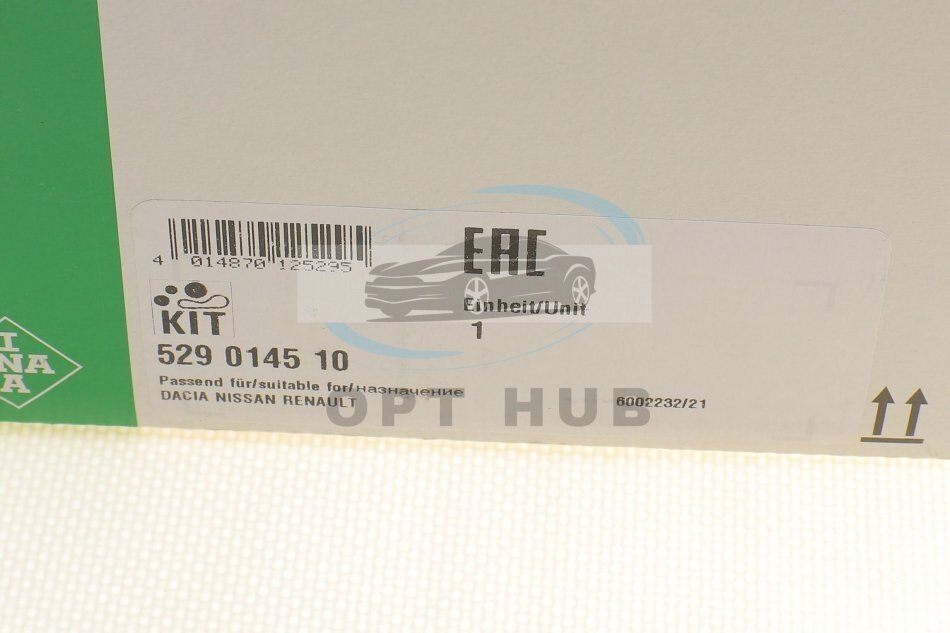 EAC
4 014870 125295
Einheit/Unit
1
KIT
529 0145 10
Passend für/suitable for/назначение
DACIA NISSAN RENAULT
6002232/21
OPT HUB
I
INA
A